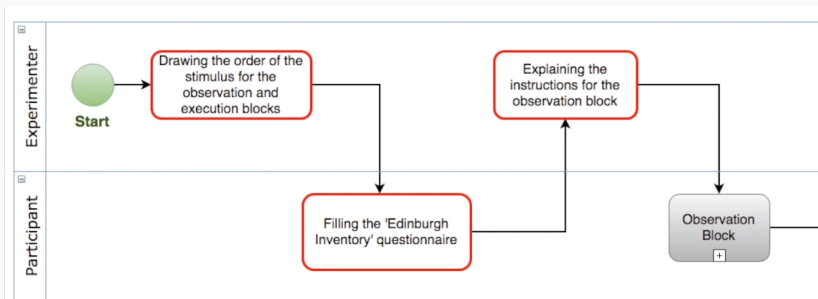 Experimenter
Start
Drawing the order of the
stimulus for the
observation and
execution blocks
Explaining the
instructions for the
observation block
Participant
Filling the 'Edinburgh
Inventory' questionnaire
Observation
Block